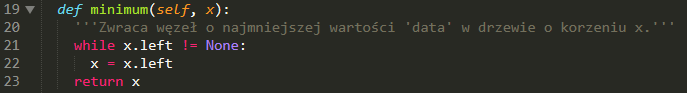 19 def minimum(self, x):
20 '''Zwraca węzeł o najmniejszej wartości 'data' w drzewie o korzeniu x.'''
21 while x.left != None:
22 x = x.left
23 return x